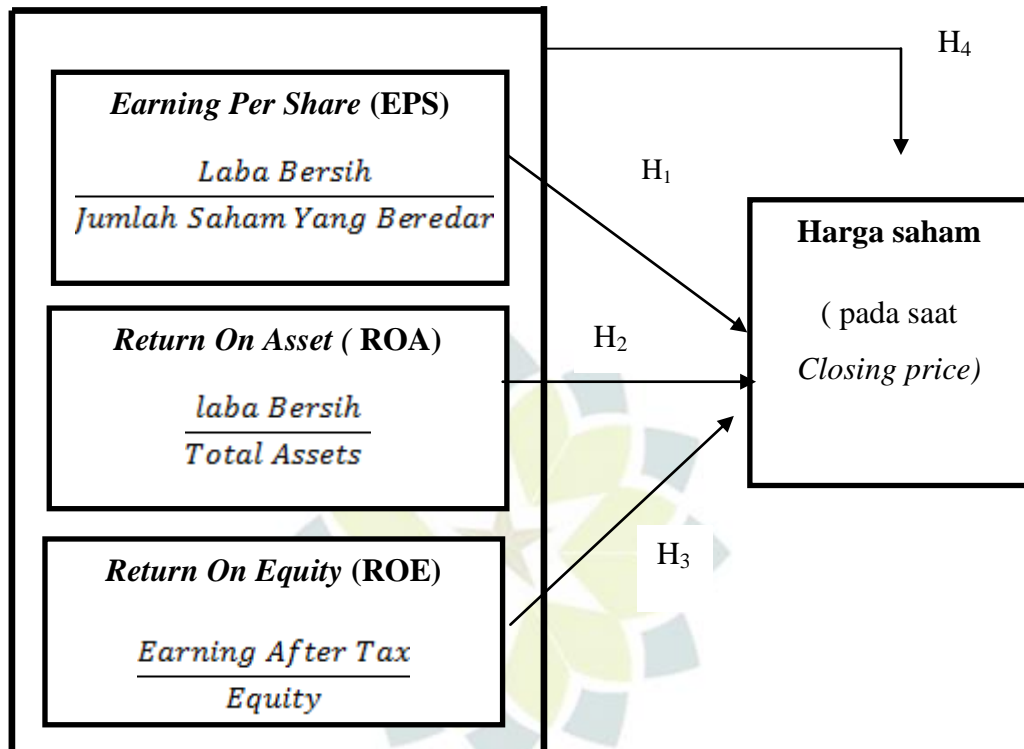 H4
Earning Per Share (EPS)
Laba Bersih
Jumlah Saham Yang Beredar
H1
Harga saham
( pada saat
Closing price)
Return On Asset ( ROA)
laba Bersih
Total Assets
H2
Return On Equity (ROE)
Earning After Tax
Equity
H3